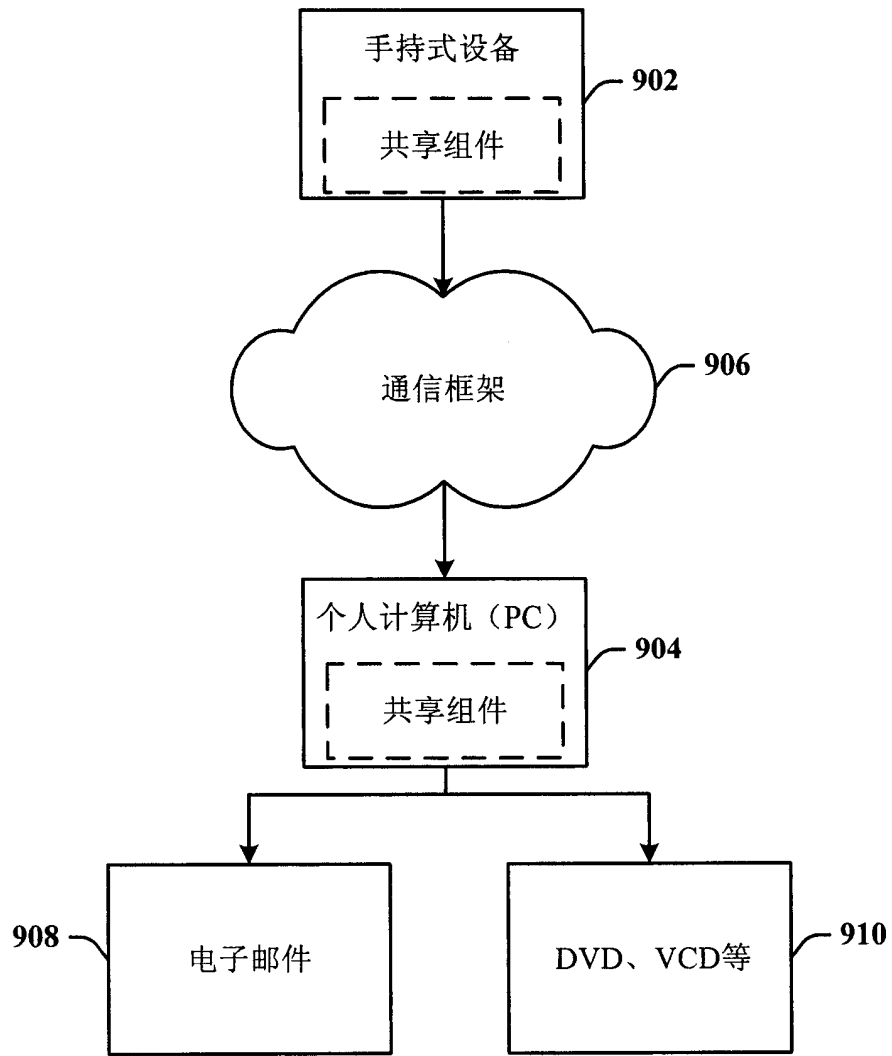 手持式设备
902
共享组件
906
通信框架
个人计算机（PC）
904
共享组件
908
电子邮件
910
DVD、VCD等